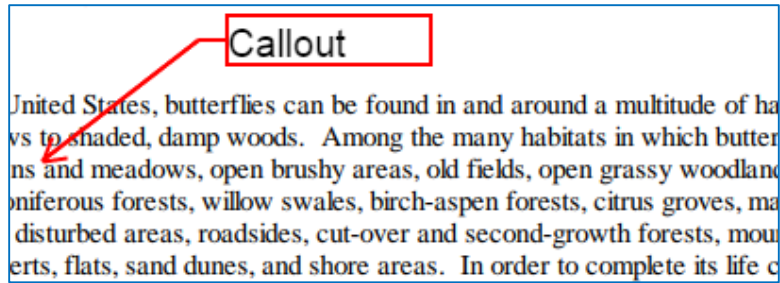 Callout
United States, butterflies can be found in and around a multitude of ha
ws to shaded, damp woods.  Among the many habitats in which butter
ns and meadows, open brushy areas, old fields, open grassy woodland
oniferous forests, willow swales, birch-aspen forests, citrus groves, ma
disturbed areas, roadsides, cut-over and second-growth forests, mou
erts, flats, sand dunes, and shore areas.  In order to complete its life c